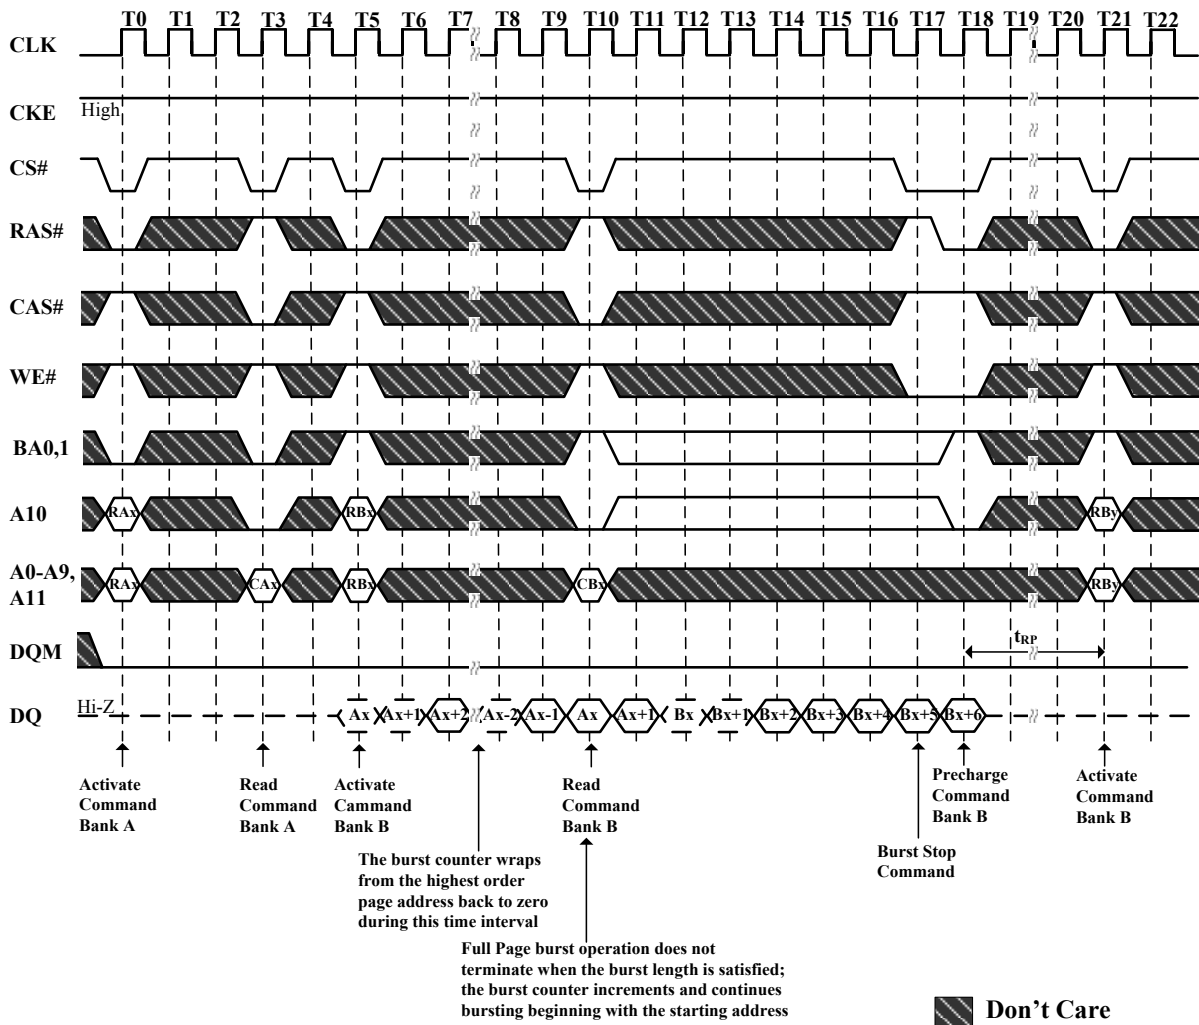 T0 T1 T2 T3 T4 T5 T6 T7 T8 T9 T10 T11 T12 T13 T14 T15 T16 T17 T18 T19 T20 T21 T22
CLK
CKE High
CS#
RAS#
CAS#
WE#
BA0,1
A10 RAx RBx RBy
A0-A9,
A11 RAx CAx RBx CBx RBy
DQM tRP
DQ Hi-Z Ax Ax+1 Ax+2 Ax-2 Ax-1 Ax Ax+1 Bx Bx+1 Bx+2 Bx+3 Bx+4 Bx+5 Bx+6
Activate
Command
Bank A
Read
Command
Bank A
Activate
Cammand
Bank B
Read
Command
Bank B
Precharge
Command
Bank B
Activate
Command
Bank B
Burst Stop
Command
The burst counter wraps
from the highest order
page address back to zero
during this time interval
Full Page burst operation does not
terminate when the burst length is satisfied;
the burst counter increments and continues
bursting beginning with the starting address
Don't Care